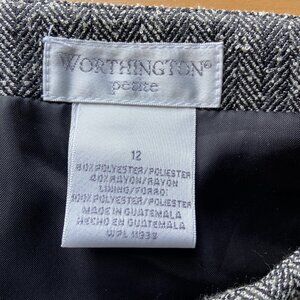 WORTHINGTON®
petite
12
60% POLYESTER/POLIESTER
40% RAYON/RAYON
LINING/FORRO:
100% POLYESTER/POLIESTER
MADE IN GUATEMALA
HECHO EN GUATEMALA
WPL 11938